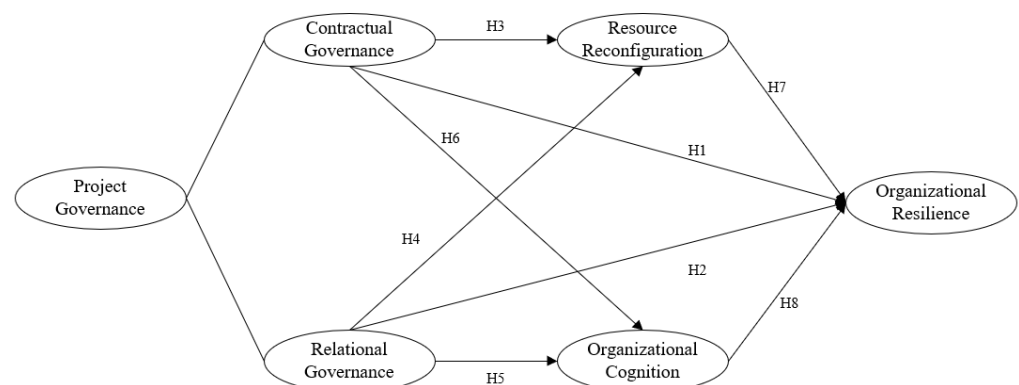 Contractual
Governance
H3
Resource
Reconfiguration
H7
H6
H1
Project
Governance
Organizational
Resilience
H4
H2
H8
Relational
Governance
H5
Organizational
Cognition